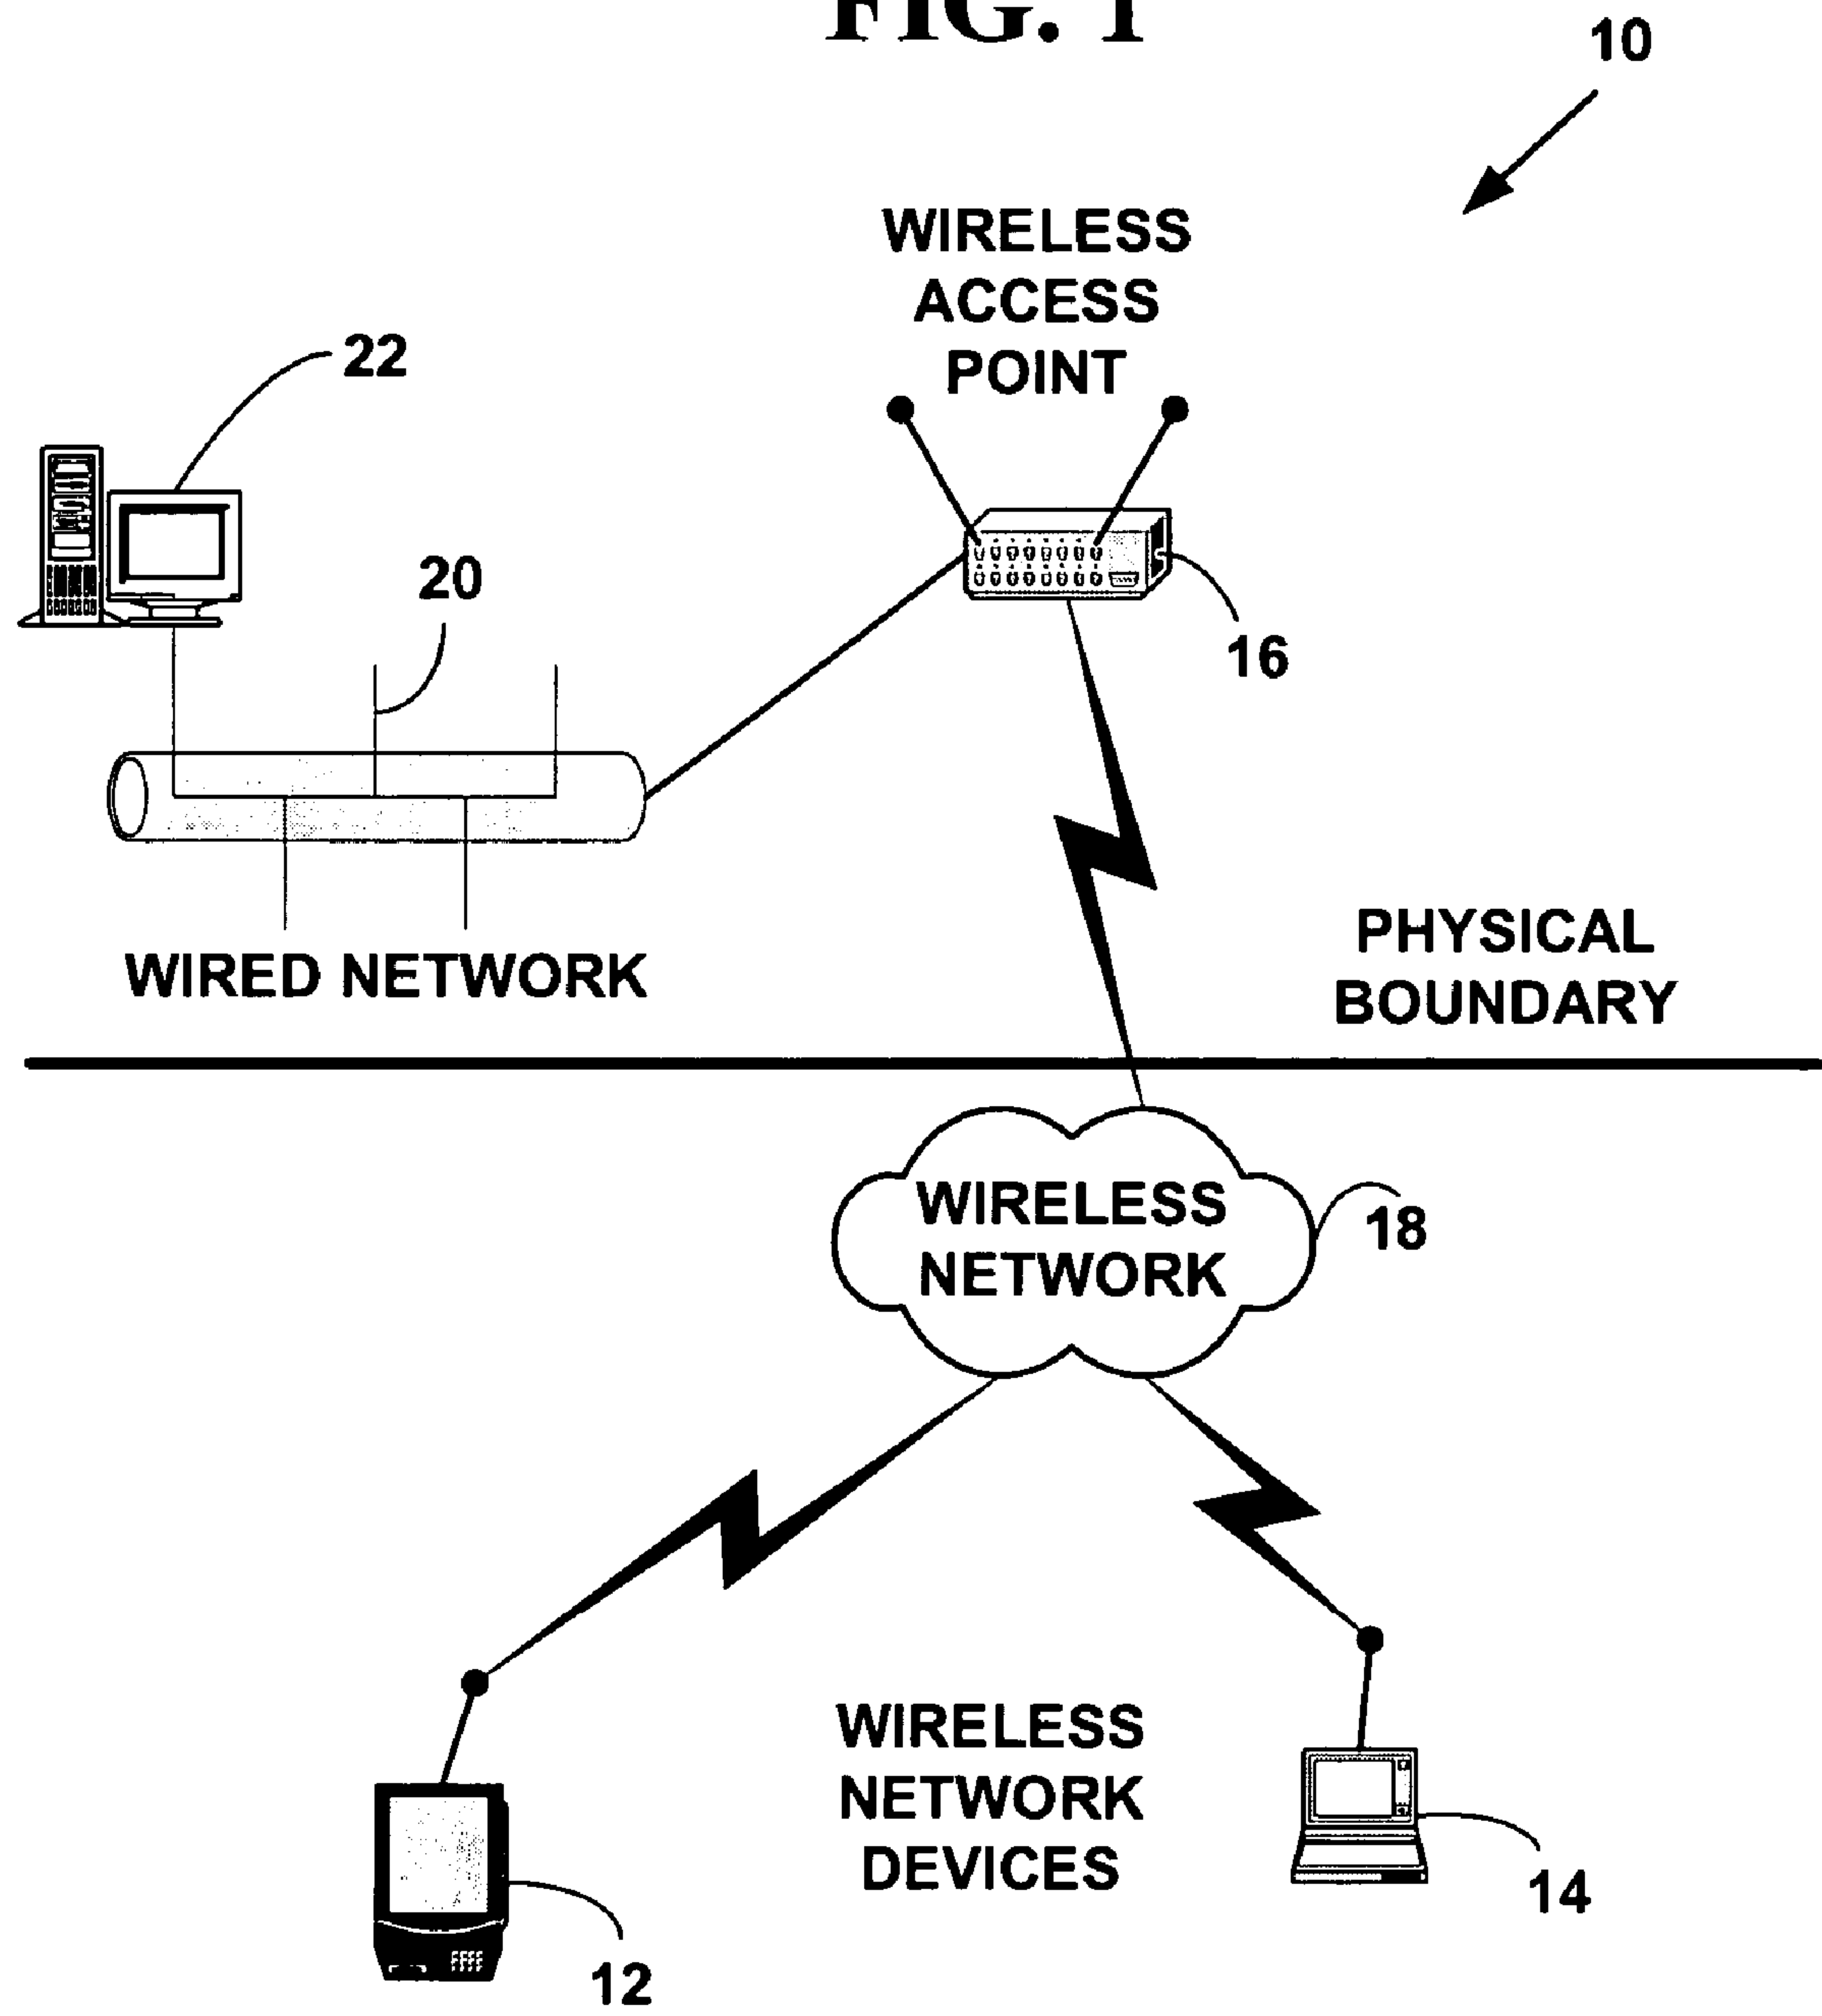 FIG. 1
10
WIRELESS
ACCESS
POINT
22
20
16
WIRED NETWORK
PHYSICAL
BOUNDARY
WIRELESS
NETWORK
18
WIRELESS
NETWORK
DEVICES
14
12